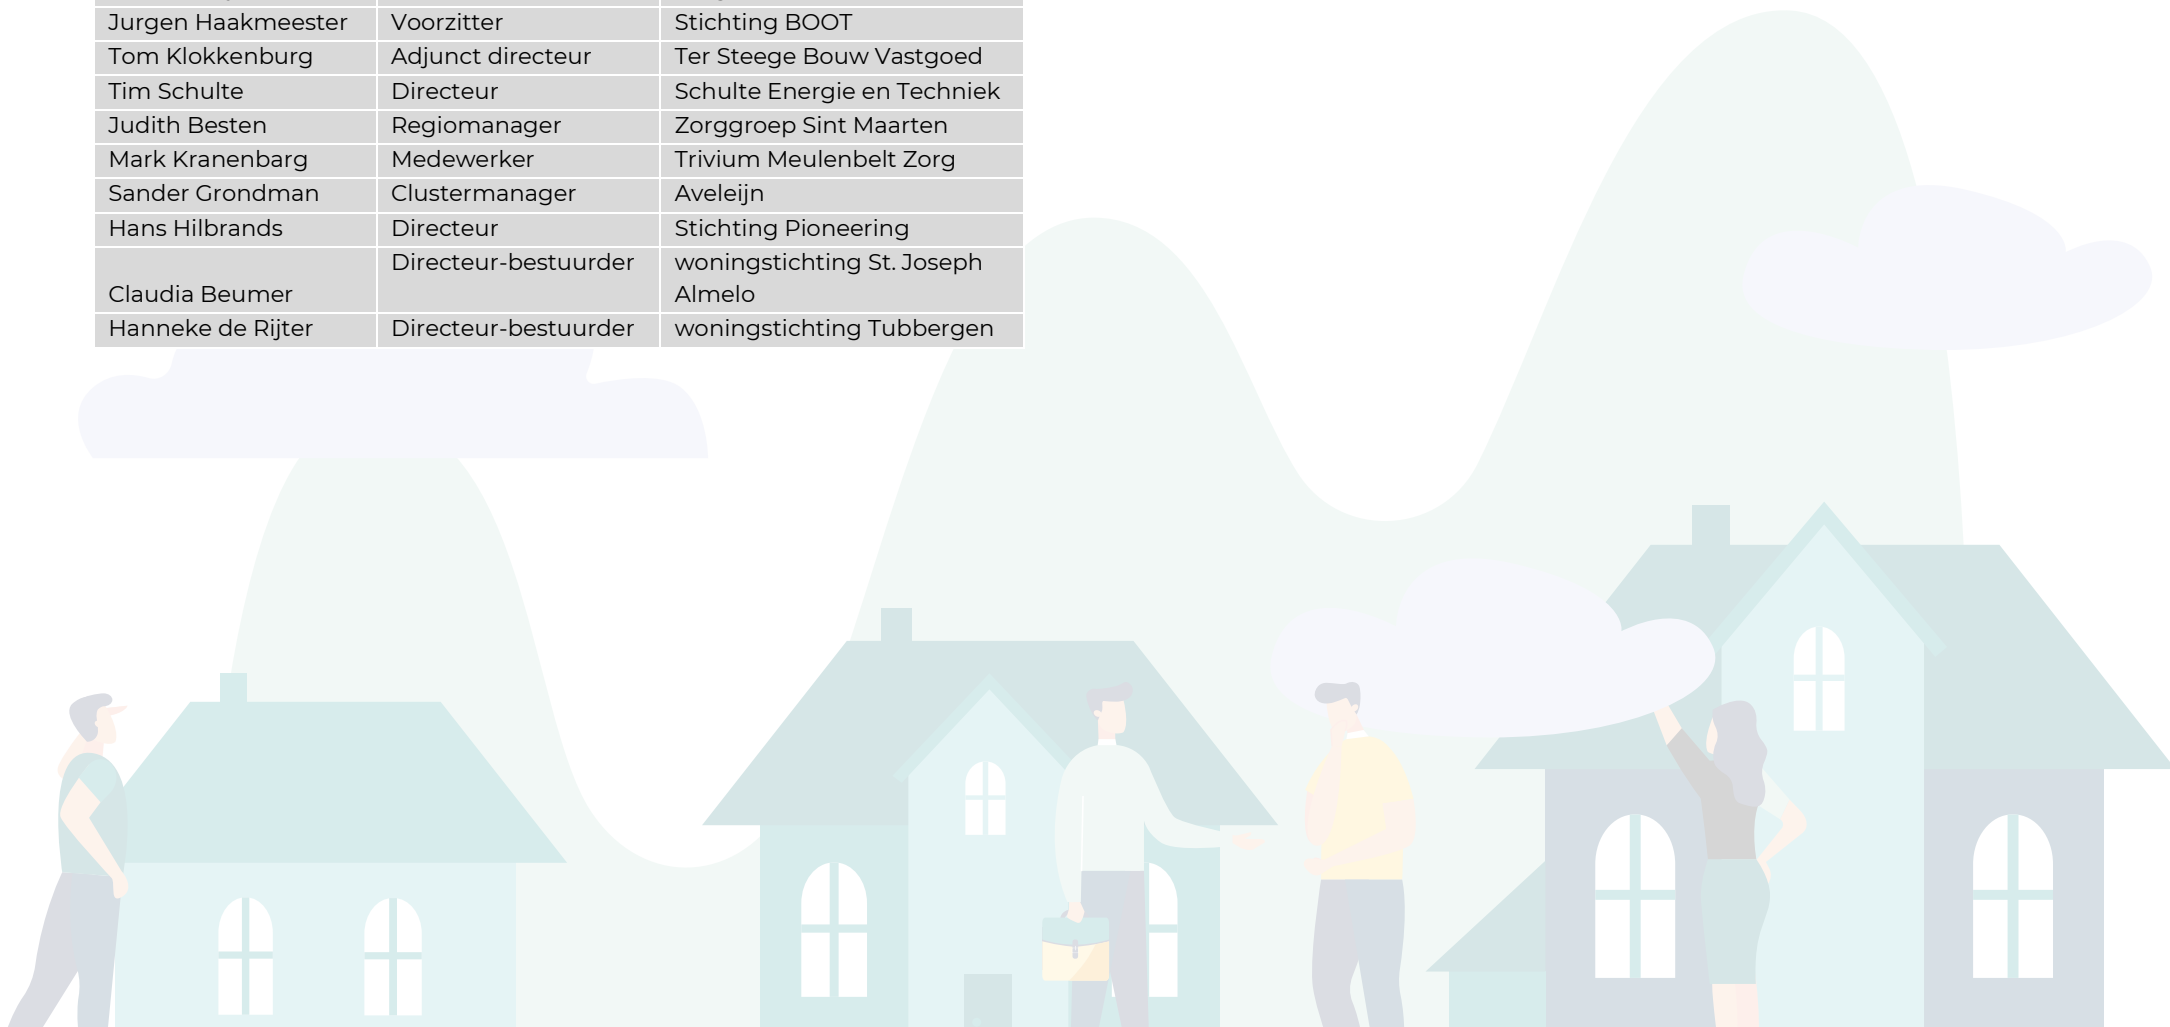 Jurgen Haakmeester Voorzitter Stichting BOOT
Tom Klokkenburg Adjunct directeur Ter Steege Bouw Vastgoed
Tim Schulte Directeur Schulte Energie en Techniek
Judith Besten Regiomanager Zorggroep Sint Maarten
Mark Kranenbarg Medewerker Trivium Meulenbelt Zorg
Sander Grondman Clustermanager Aveleijn
Hans Hilbrands Directeur Stichting Pioneering
Directeur-bestuurder woningstichting St. Joseph
Claudia Beumer Almelo
Hanneke de Rijter Directeur-bestuurder woningstichting Tubbergen